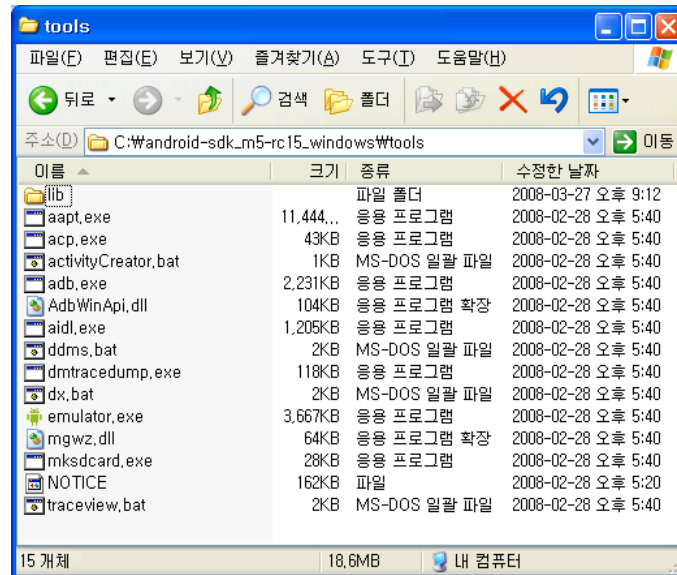 tools
파일(F) 편집(E) 보기(V) 즐겨찾기(A) 도구(T) 도움말(H)
뒤로 검색 폴더
주소(D) C:₩android-sdk_m5-rc15_windows₩tools 이동
이름 크기 종류 수정한 날짜
lib 파일 폴더 2008-03-27 오후 9:12
aapt.exe 11,444... 응용 프로그램 2008-02-28 오후 5:40
acp.exe 43KB 응용 프로그램 2008-02-28 오후 5:40
activityCreator.bat 1KB MS-DOS 일괄 파일 2008-02-28 오후 5:40
adb.exe 2,231KB 응용 프로그램 2008-02-28 오후 5:40
AdbWinApi.dll 104KB 응용 프로그램 확장 2008-02-28 오후 5:40
aidl.exe 1,205KB 응용 프로그램 2008-02-28 오후 5:40
ddms.bat 2KB MS-DOS 일괄 파일 2008-02-28 오후 5:40
dmtracedump.exe 118KB 응용 프로그램 2008-02-28 오후 5:40
dx.bat 2KB MS-DOS 일괄 파일 2008-02-28 오후 5:40
emulator.exe 3,667KB 응용 프로그램 2008-02-28 오후 5:40
mgwz.dll 64KB 응용 프로그램 확장 2008-02-28 오후 5:40
mksdcard.exe 28KB 응용 프로그램 2008-02-28 오후 5:40
NOTICE 162KB 파일 2008-02-28 오후 5:20
traceview.bat 2KB MS-DOS 일괄 파일 2008-02-28 오후 5:40
15 개체 18.6MB 내 컴퓨터